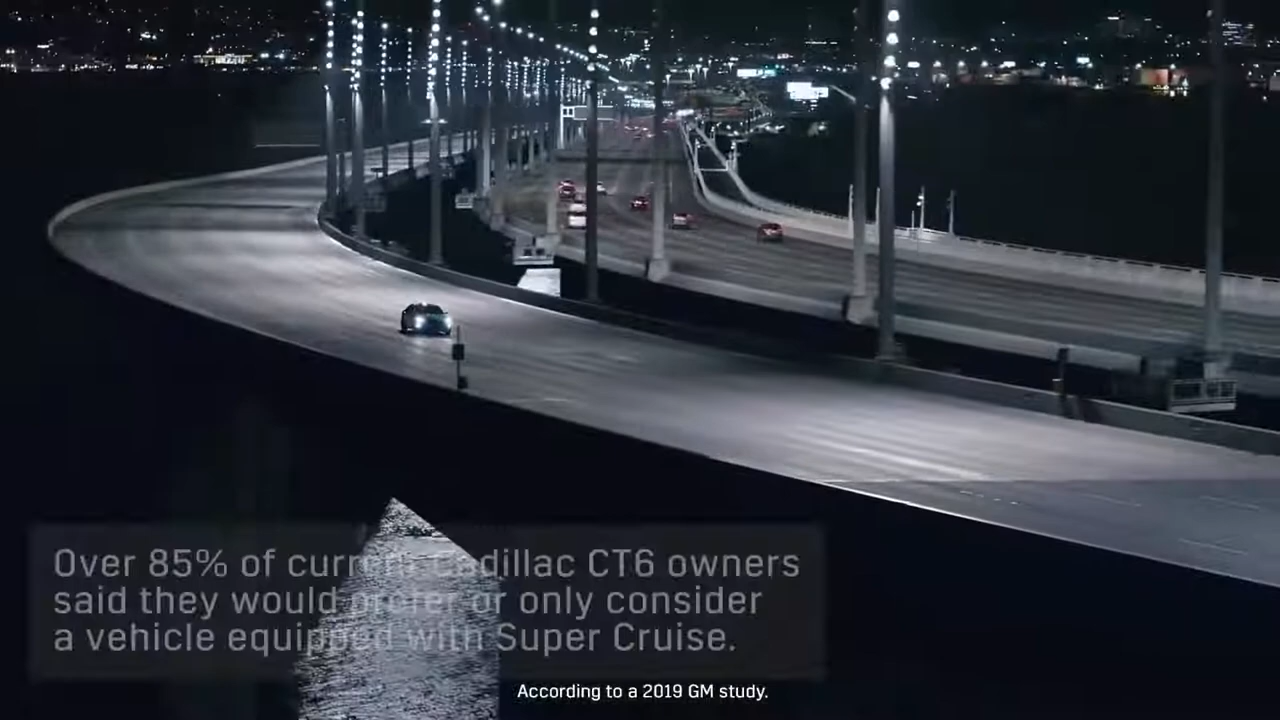 Over 85% of current Cadillac CT6 owners
said they would prefer or only consider
a vehicle equipped with Super Cruise.
According to a 2019 GM study.